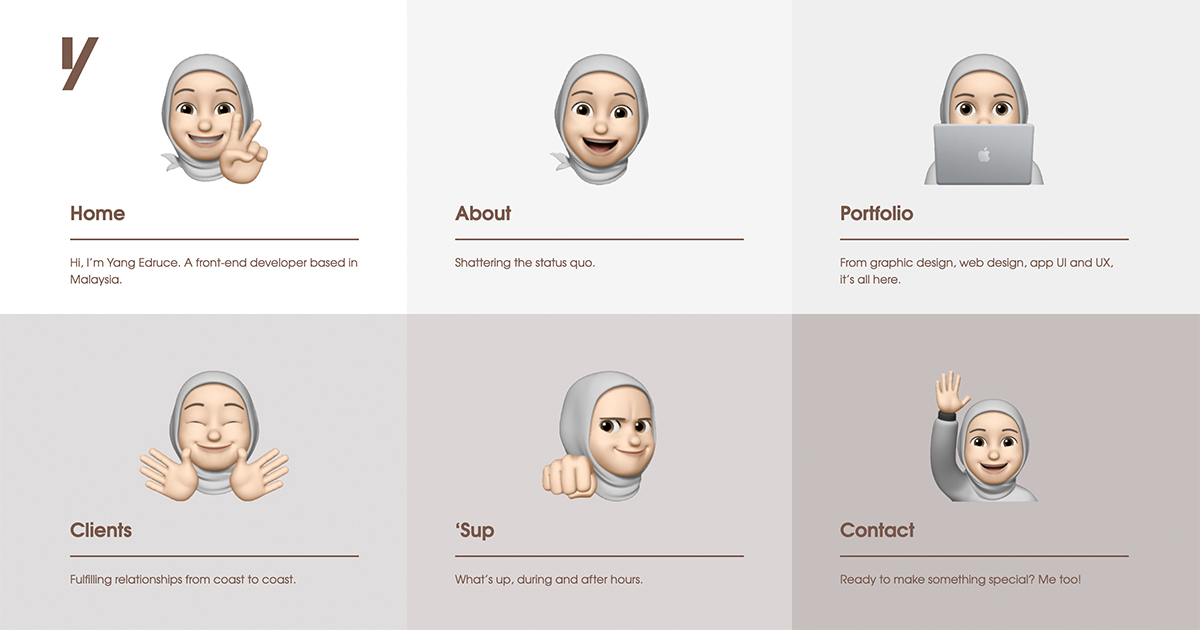 y
Home
Hi, I’m Yang Edruce. A front-end developer based in
Malaysia.
About
Shattering the status quo.
Portfolio
From graphic design, web design, app UI and UX,
it’s all here.
Clients
Fulfilling relationships from coast to coast.
‘Sup
What’s up, during and after hours.
Contact
Ready to make something special? Me too!